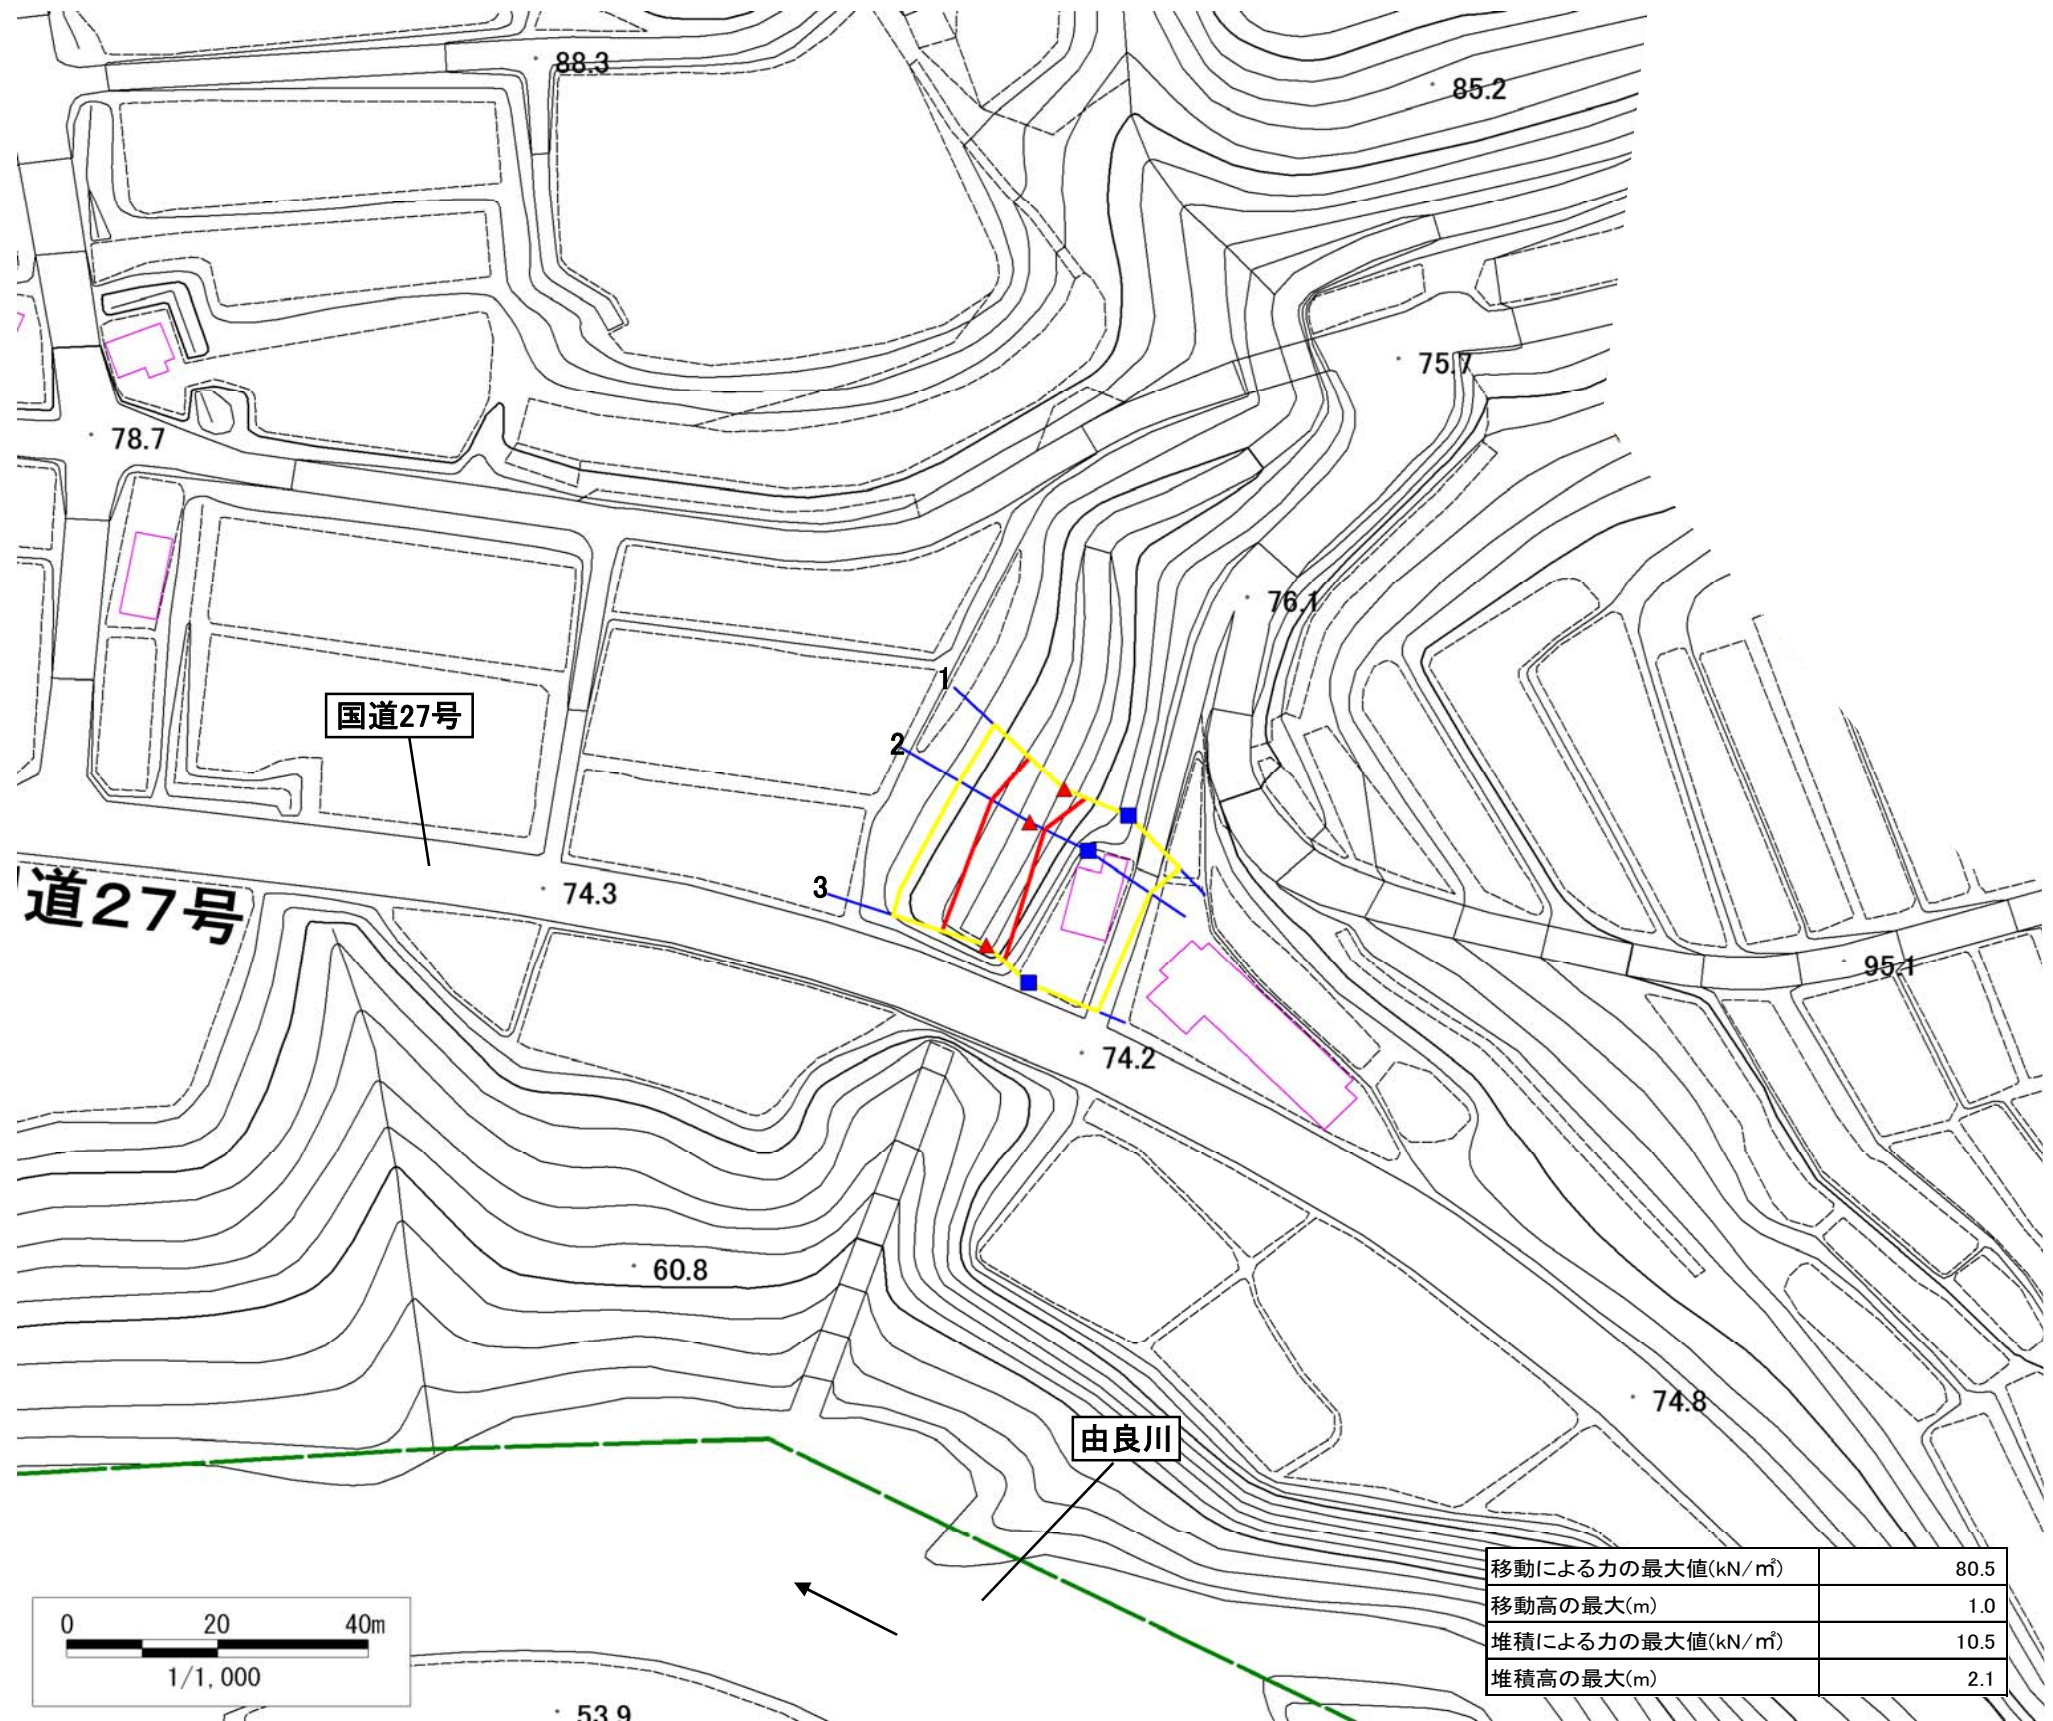 88.3
85.2
75.7
78.7
76.1
1
国道27号
2
3
74.3
道27号
95.1
74.2
60.8
74.8
由良川
移動による力の最大値(kN/㎡) 80.5
移動高の最大(m) 1.0
堆積による力の最大値(kN/㎡) 10.5
堆積高の最大(m) 2.1
0 20 40m
1/1,000
53.9